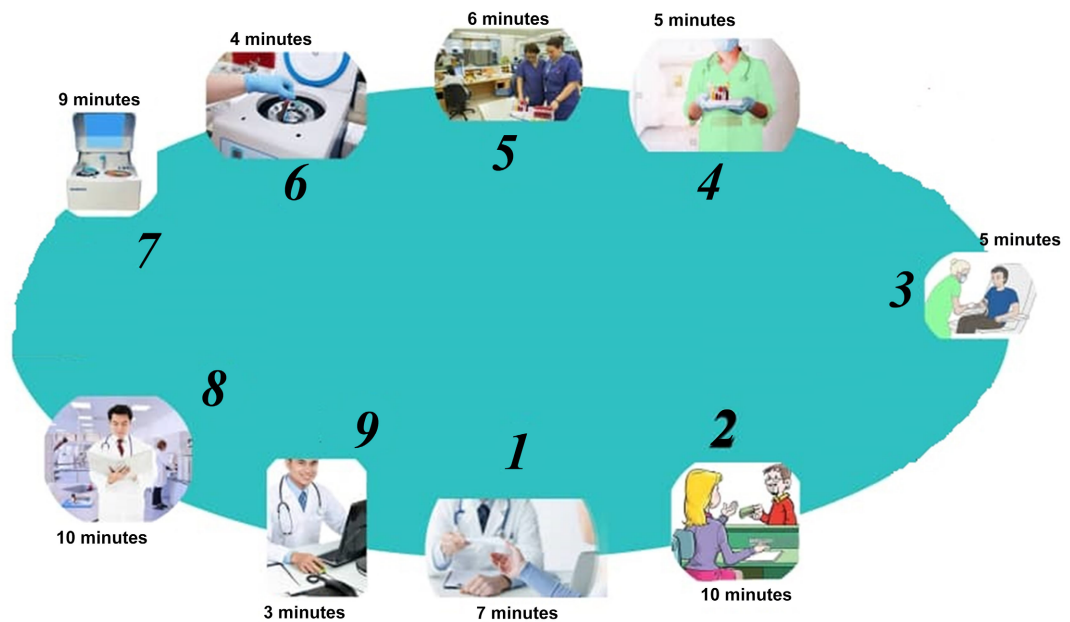 6 minutes
5 minutes
4 minutes
9 minutes
5
4
6
7
5 minutes
3
8
9
1
2
10 minutes
10 minutes
3 minutes
7 minutes